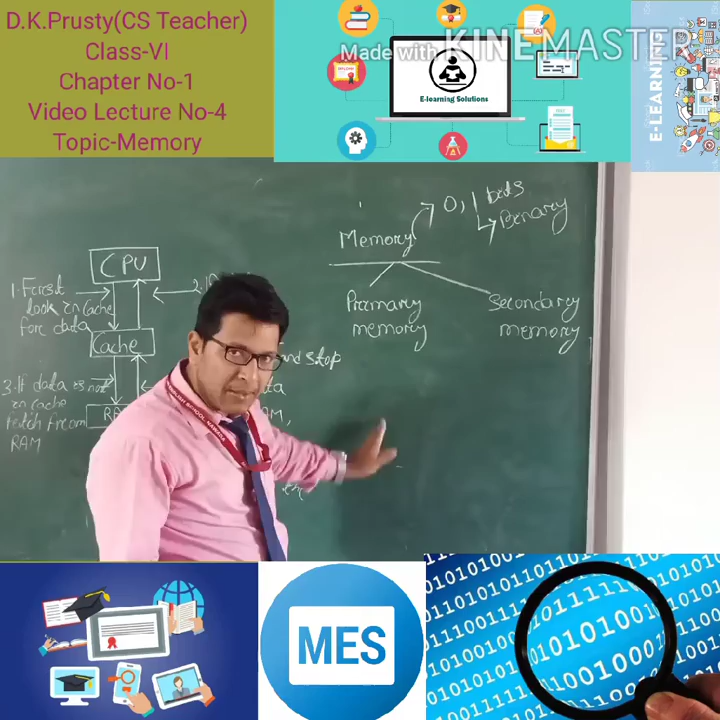 D.K.Prusty(CS Teacher)
Class-VI
Chapter No-1
Video Lecture No-4
Topic-Memory
Made with KINEMASTER
E-learning Solutions
E-LEARNING
CPU
1. First
look in cache
for data
Cache
3. If data is not
in cache
fetch from
RAM
and stop
Memory
0, 1 bits
Binary
Primary
memory
Secondary
memory
MES